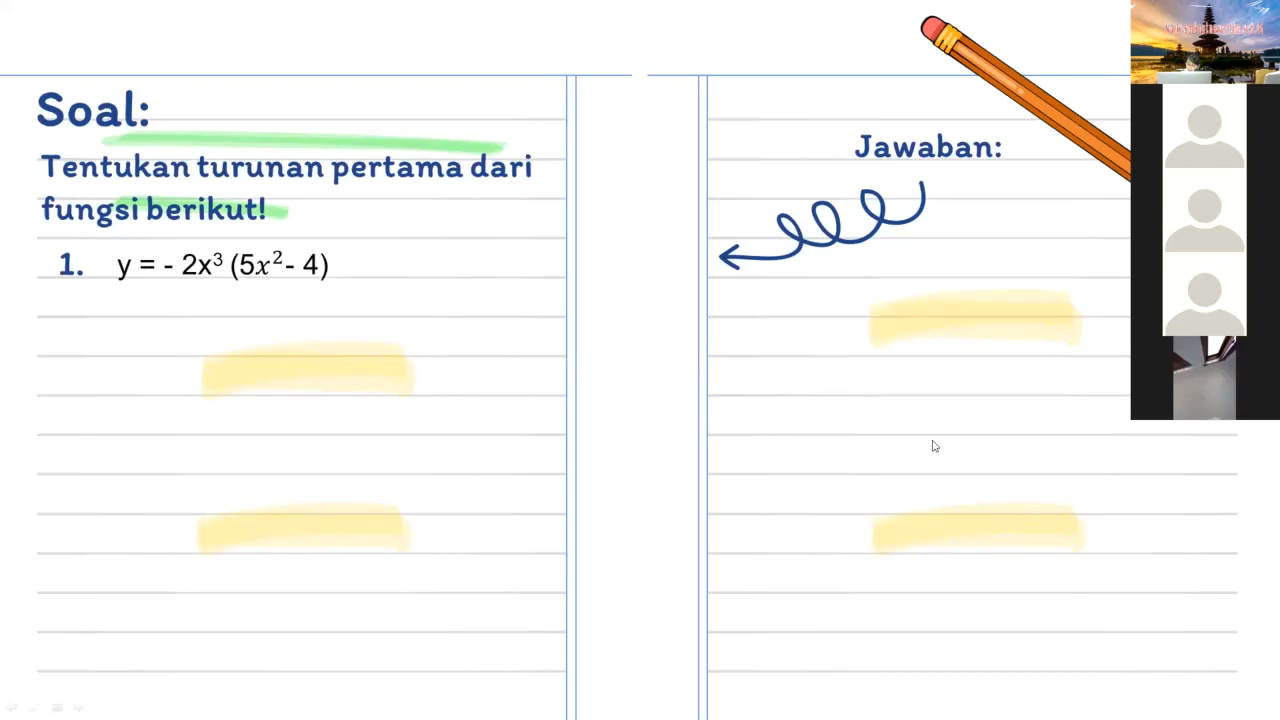 Soal:
Tentukan turunan pertama dari
fungsi berikut!
1. y = - 2x³ (5x² - 4)
Jawaban: